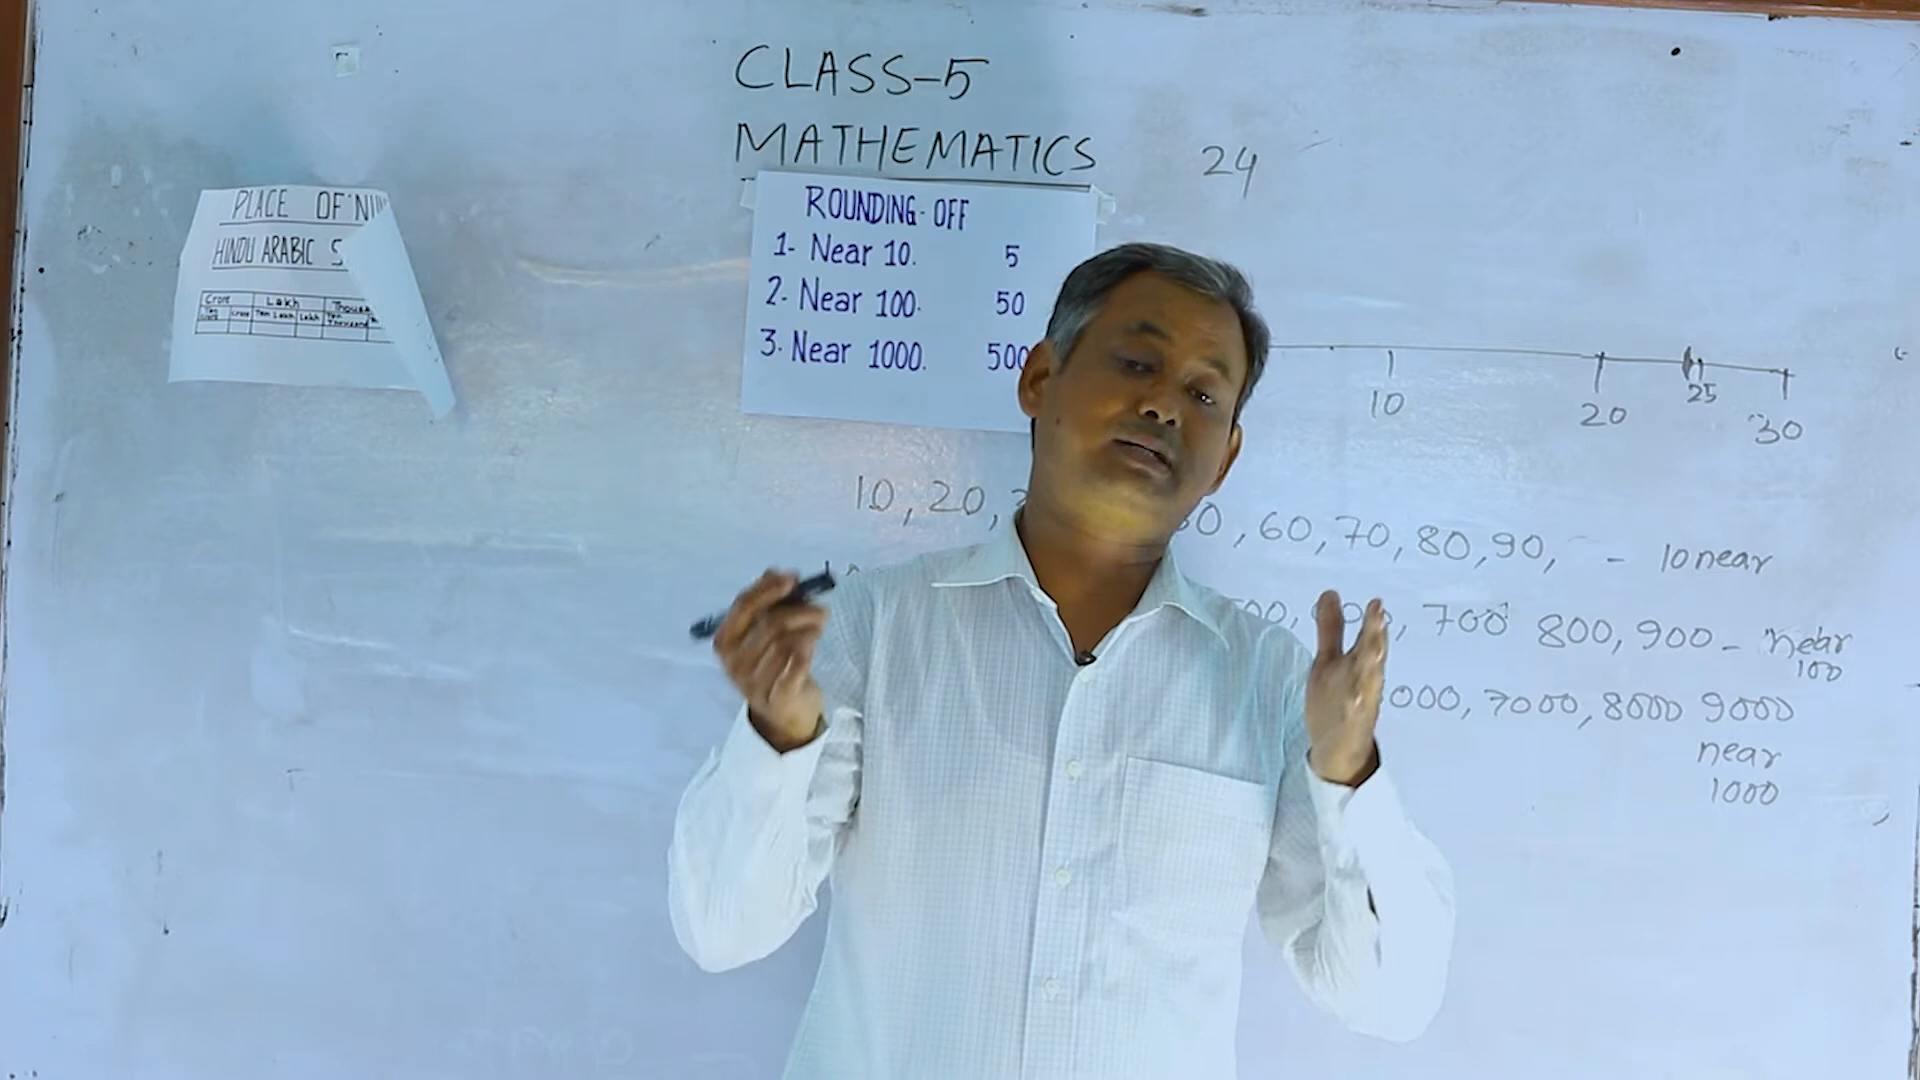 CLASS-5
MATHEMATICS
24
PLACE OF
HINDU ARABIC S
Crore Lakh
Ten Crore Crore Ten Lakh Lakh Ten Thousand
ROUNDING-OFF
1- Near 10. 5
2- Near 100. 50
3. Near 1000. 500
10 20 25 30
10, 20, 60, 70, 80, 90, - 10 near
700 800, 900 - near
100
7000, 8000 9000
near
1000